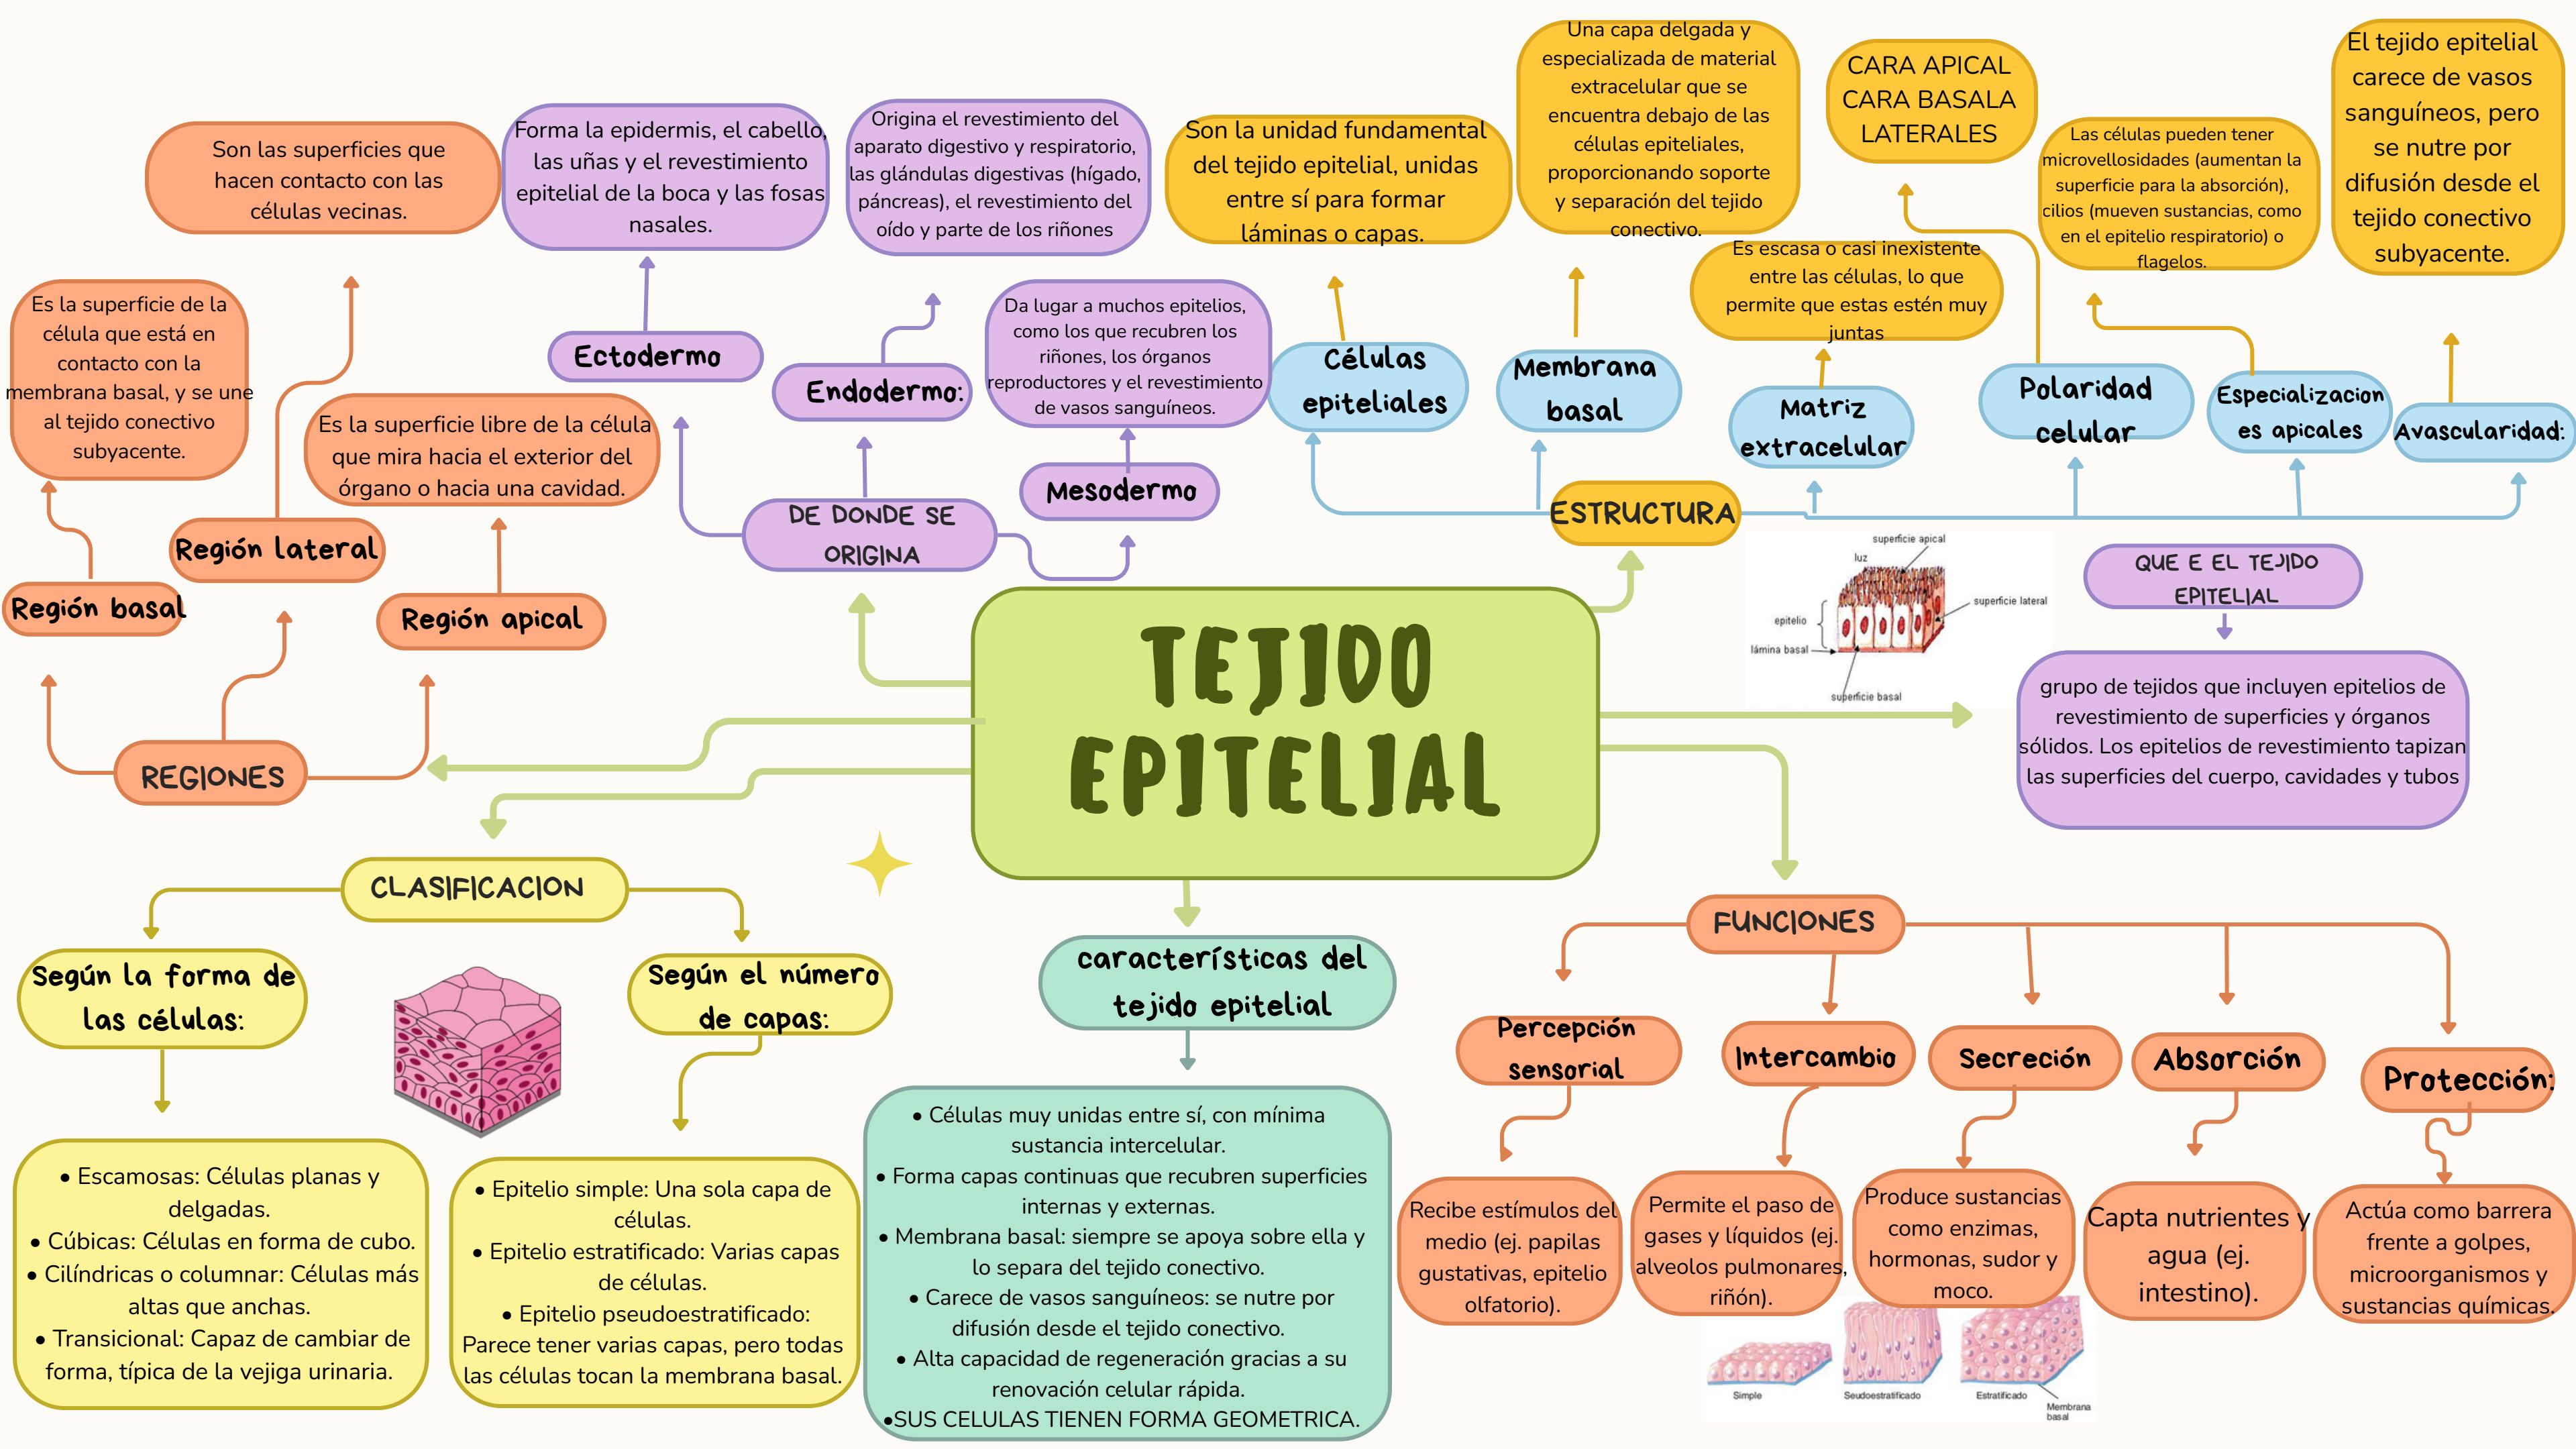 Son las superficies que
hacen contacto con las
células vecinas.
Forma la epidermis, el cabello,
las uñas y el revestimiento
epitelial de la boca y las fosas
nasales.
Origina el revestimiento del
aparato digestivo y respiratorio,
las glándulas digestivas (hígado,
páncreas), el revestimiento del
oído y parte de los riñones
Son la unidad fundamental
del tejido epitelial, unidas
entre sí para formar
láminas o capas.
Una capa delgada y
especializada de material
extracelular que se
encuentra debajo de las
células epiteliales,
proporcionando soporte
y separación del tejido
conectivo.
CARA APICAL
CARA BASALA
LATERALES
Las células pueden tener
microvellosidades (aumentan la
superficie para la absorción),
cilios (mueven sustancias, como
en el epitelio respiratorio) o
flagelos.
El tejido epitelial
carece de vasos
sanguíneos, pero
se nutre por
difusión desde el
tejido conectivo
subyacente.
Es la superficie de la
célula que está en
contacto con la
membrana basal, y se une
al tejido conectivo
subyacente.
Es la superficie libre de la célula
que mira hacia el exterior del
órgano o hacia una cavidad.
Ectodermo
Endodermo:
Da lugar a muchos epitelios,
como los que recubren los
riñones, los órganos
reproductores y el revestimiento
de vasos sanguíneos.
Es escasa o casi inexistente
entre las células, lo que
permite que estas estén muy
juntas
Células
epiteliales
Membrana
basal
Matriz
extracelular
Polaridad
celular
Especializacion
es apicales
Avascularidad:
Región basal
Región lateral
Región apical
DE DONDE SE
ORIGINA
Mesodermo
ESTRUCTURA
superficie apical
luz
superficie lateral
epitelio
lámina basal
superficie basal
QUE E EL TEJIDO
EPITELIAL
grupo de tejidos que incluyen epitelios de
revestimiento de superficies y órganos
sólidos. Los epitelios de revestimiento tapizan
las superficies del cuerpo, cavidades y tubos
TEJIDO
EPITELIAL
REGIONES
CLASIFICACION
Según la forma de
las células:
Según el número
de capas:
• Escamosas: Células planas y
delgadas.
• Cúbicas: Células en forma de cubo.
• Cilíndricas o columnar: Células más
altas que anchas.
• Transicional: Capaz de cambiar de
forma, típica de la vejiga urinaria.
• Epitelio simple: Una sola capa de
células.
• Epitelio estratificado: Varias capas
de células.
• Epitelio pseudoestratificado:
Parece tener varias capas, pero todas
las células tocan la membrana basal.
características del
tejido epitelial
• Células muy unidas entre sí, con mínima
sustancia intercelular.
• Forma capas continuas que recubren superficies
internas y externas.
• Membrana basal: siempre se apoya sobre ella y
lo separa del tejido conectivo.
• Carece de vasos sanguíneos: se nutre por
difusión desde el tejido conectivo.
• Alta capacidad de regeneración gracias a su
renovación celular rápida.
•SUS CELULAS TIENEN FORMA GEOMETRICA.
FUNCIONES
Percepción
sensorial
Intercambio
Secreción
Absorción
Protección:
Recibe estímulos del
medio (ej. papilas
gustativas, epitelio
olfatorio).
Permite el paso de
gases y líquidos (ej.
alveolos pulmonares,
riñón).
Produce sustancias
como enzimas,
hormonas, sudor y
moco.
Capta nutrientes y
agua (ej.
intestino).
Actúa como barrera
frente a golpes,
microorganismos y
sustancias químicas.
Simple
Seudoestratificado
Estratificado
Membrana
basal